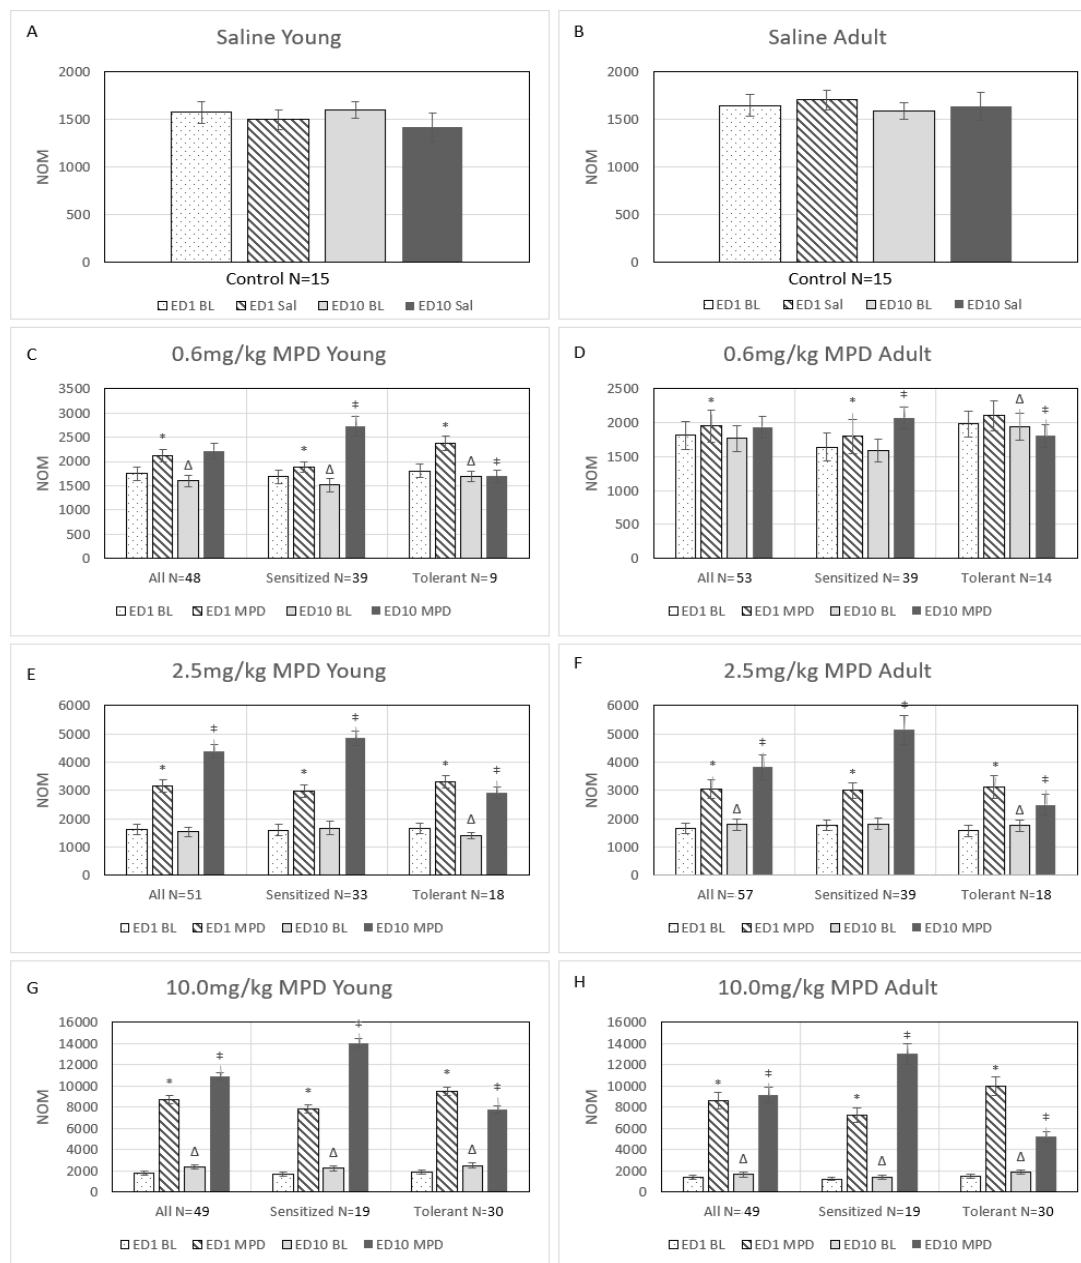 A
Saline Young
2000
1500
1000
500
0
NOM
Control N=15
ED1 BL ED1 Sal ED10 BL ED10 Sal
B
Saline Adult
2000
1500
1000
500
0
NOM
Control N=15
ED1 BL ED1 Sal ED10 BL ED10 Sal
C
0.6mg/kg MPD Young
3500
3000
2500
2000
1500
1000
500
0
NOM
* Δ * Δ ‡ * Δ ‡
All N=48 Sensitized N=39 Tolerant N=9
ED1 BL ED1 MPD ED10 BL ED10 MPD
D
0.6mg/kg MPD Adult
2500
2000
1500
1000
500
0
NOM
* * ‡ Δ ‡
All N=53 Sensitized N=39 Tolerant N=14
ED1 BL ED1 MPD ED10 BL ED10 MPD
E
2.5mg/kg MPD Young
6000
5000
4000
3000
2000
1000
0
NOM
* ‡ * ‡ * Δ ‡
All N=51 Sensitized N=33 Tolerant N=18
ED1 BL ED1 MPD ED10 BL ED10 MPD
F
2.5mg/kg MPD Adult
6000
5000
4000
3000
2000
1000
0
NOM
* Δ ‡ * ‡ * Δ ‡
All N=57 Sensitized N=39 Tolerant N=18
ED1 BL ED1 MPD ED10 BL ED10 MPD
G
10.0mg/kg MPD Young
16000
14000
12000
10000
8000
6000
4000
2000
0
NOM
* Δ ‡ * Δ ‡ * Δ ‡
All N=49 Sensitized N=19 Tolerant N=30
ED1 BL ED1 MPD ED10 BL ED10 MPD
H
10.0mg/kg MPD Adult
16000
14000
12000
10000
8000
6000
4000
2000
0
NOM
* Δ ‡ * Δ ‡ * Δ ‡
All N=49 Sensitized N=19 Tolerant N=30
ED1 BL ED1 MPD ED10 BL ED10 MPD